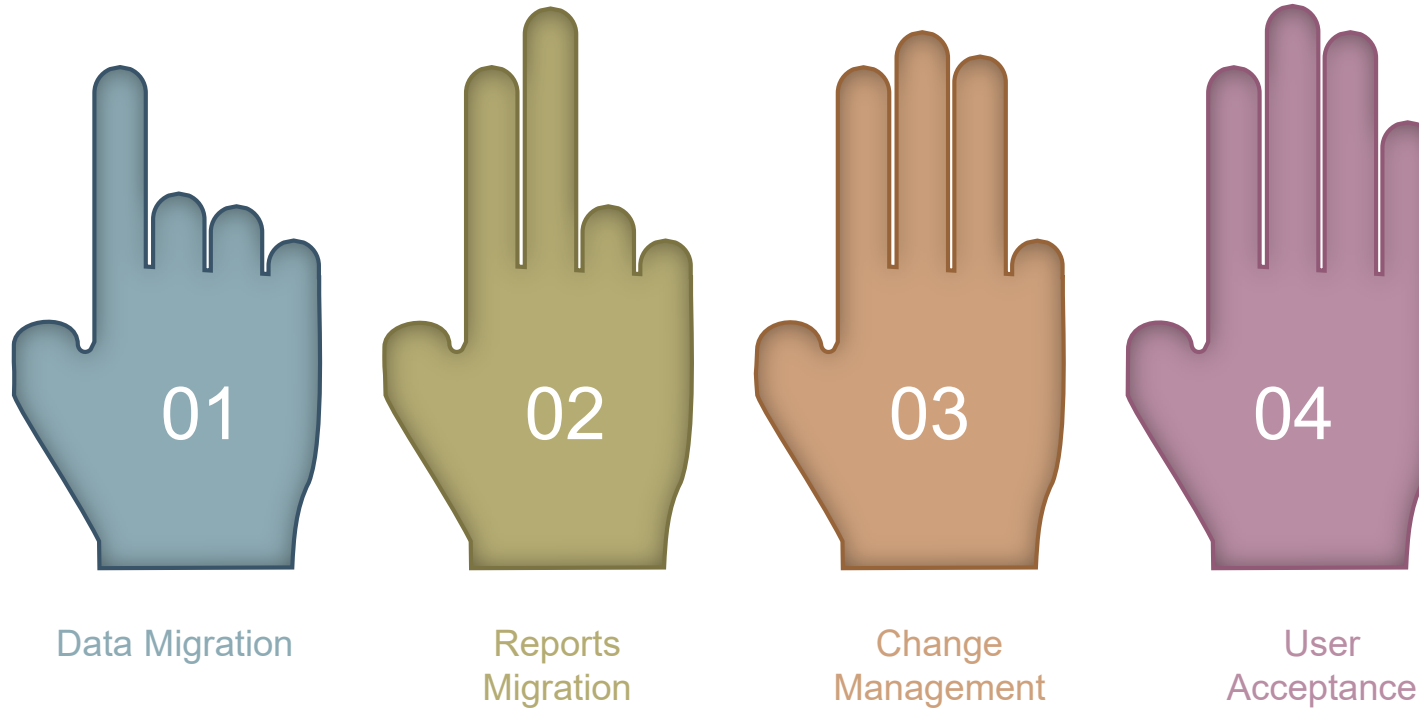 01
02
03
04
Data Migration
Reports
Migration
Change
Management
User
Acceptance